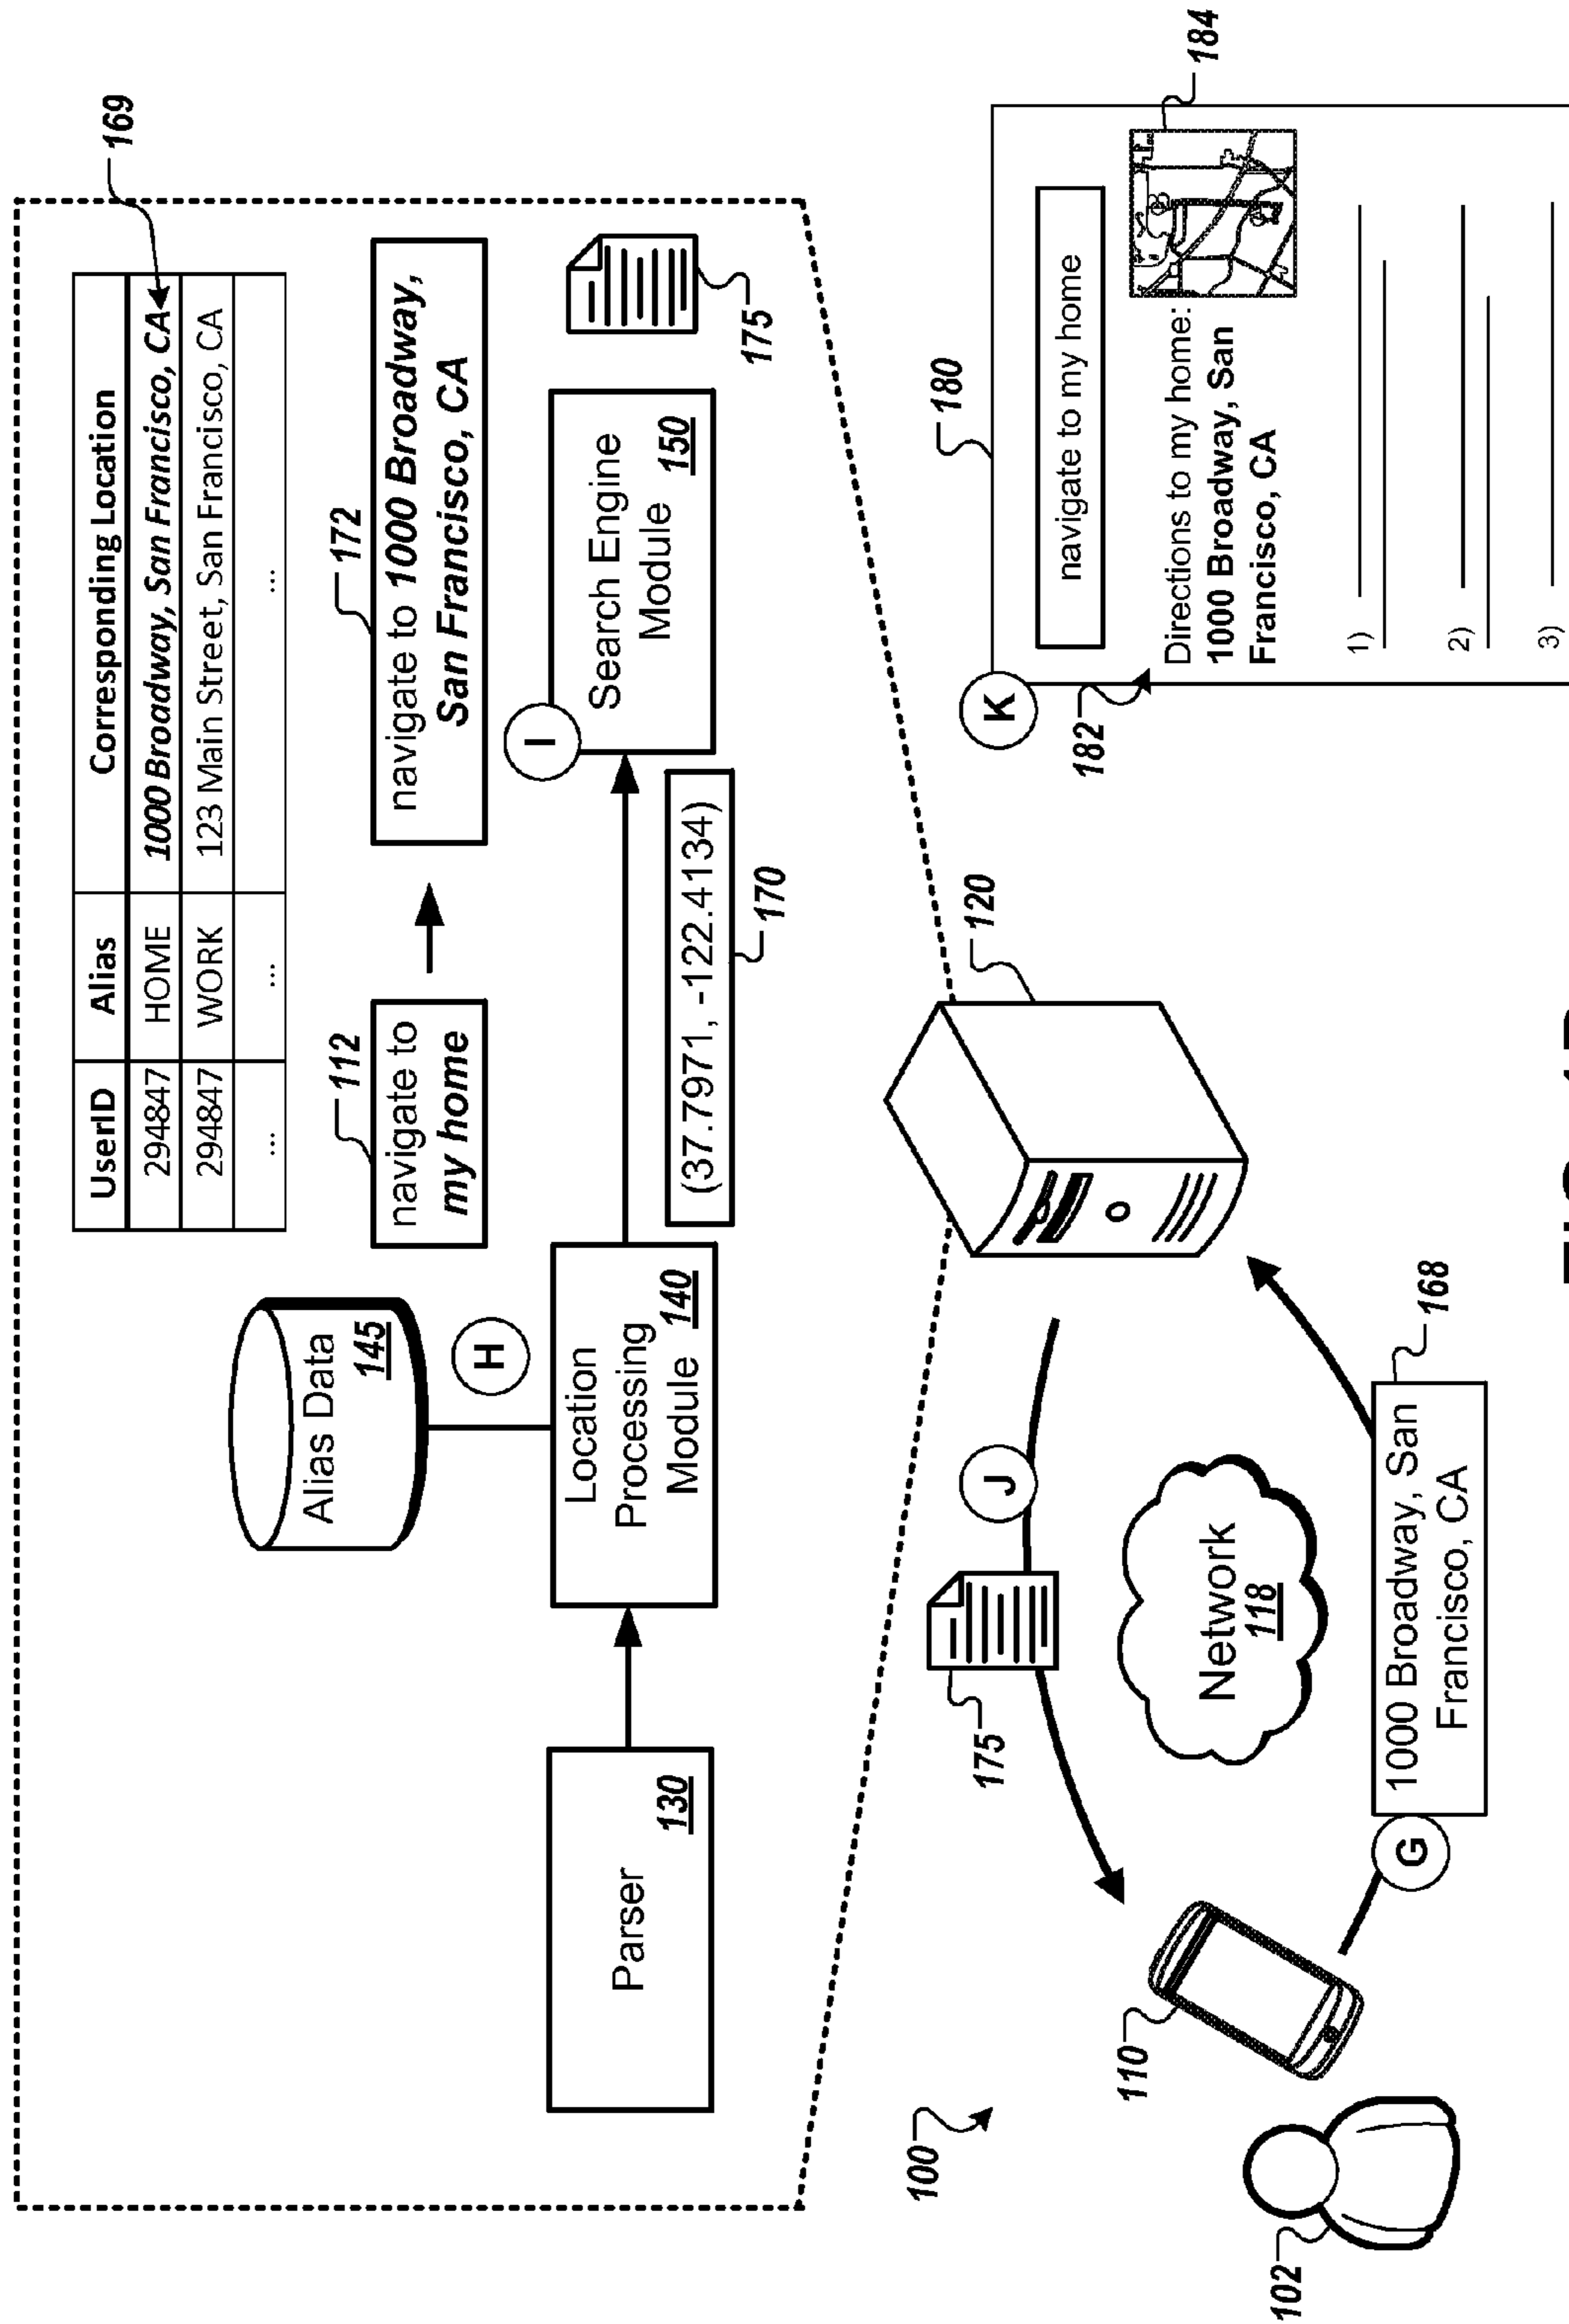 UserID Alias Corresponding Location
294847 HOME 1000 Broadway, San Francisco, CA
294847 WORK 123 Main Street, San Francisco, CA
... ... ...
169
Alias Data
145
H
112
navigate to
my home
172
navigate to 1000 Broadway,
San Francisco, CA
Parser
130
Location
Processing
Module 140
(37.7971, -122.4134)
170
I
Search Engine
Module 150
175
100
102
110
175
J
Network
118
G
1000 Broadway, San
Francisco, CA
168
120
K
180
navigate to my home
182
Directions to my home:
1000 Broadway, San
Francisco, CA
184
1)
2)
3)